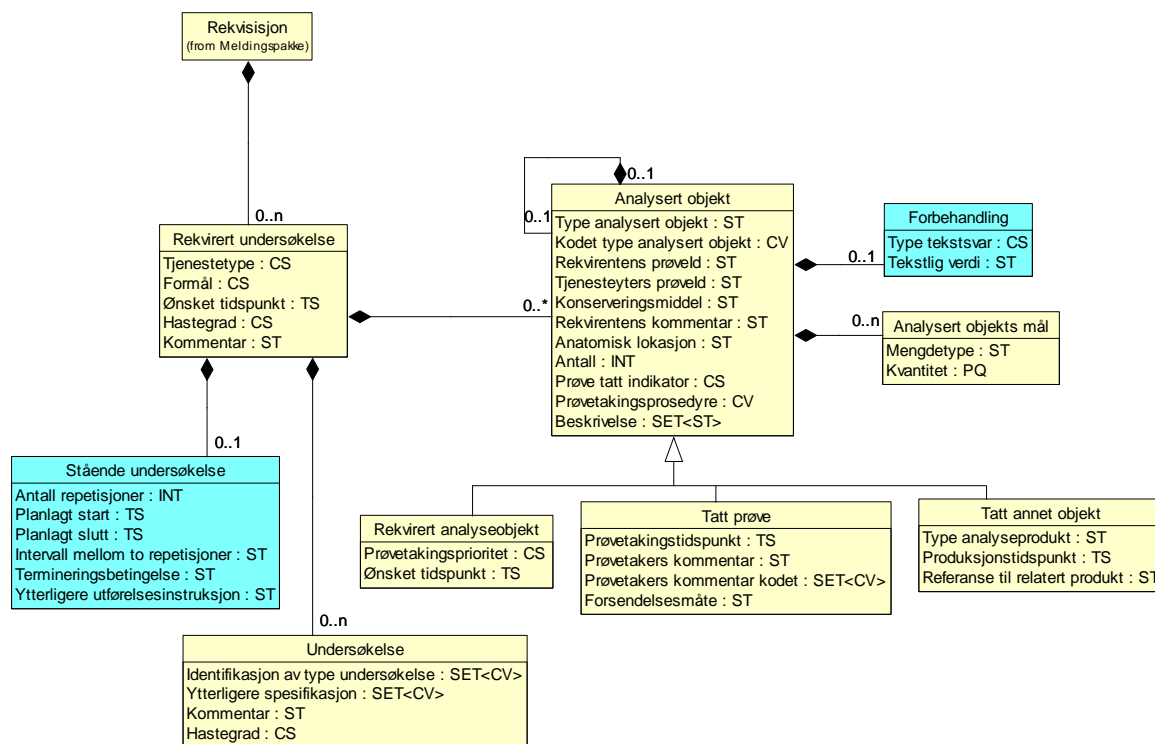 Rekvisisjon
(from Meldingspakke)
0..n
Rekvirert undersøkelse
Tjenestetype : CS
Formål : CS
Ønsket tidspunkt : TS
Hastegrad : CS
Kommentar : ST
0..*
0..1
0..1
Analysert objekt
Type analysert objekt : ST
Kodet type analysert objekt : CV
Rekvirentens prøveId : ST
Tjenesteyters prøveId : ST
Konserveringsmiddel : ST
Rekvirentens kommentar : ST
Anatomisk lokasjon : ST
Antall : INT
Prøve tatt indikator : CS
Prøvetakingsprosedyre : CV
Beskrivelse : SET<ST>
0..1
Forbehandling
Type tekstsvar : CS
Tekstlig verdi : ST
0..n
Analysert objekts mål
Mengdetype : ST
Kvantitet : PQ
0..1
Stående undersøkelse
Antall repetisjoner : INT
Planlagt start : TS
Planlagt slutt : TS
Intervall mellom to repetisjoner : ST
Termineringsbetingelse : ST
Ytterligere utførelsesinstruksjon : ST
Rekvirert analyseobjekt
Prøvetakingsprioritet : CS
Ønsket tidspunkt : TS
Tatt prøve
Prøvetakingstidspunkt : TS
Prøvetakers kommentar : ST
Prøvetakers kommentar kodet : SET<CV>
Forsendelsesmåte : ST
Tatt annet objekt
Type analyseprodukt : ST
Produksjonstidspunkt : TS
Referanse til relatert produkt : ST
0..n
Undersøkelse
Identifikasjon av type undersøkelse : SET<CV>
Ytterligere spesifikasjon : SET<CV>
Kommentar : ST
Hastegrad : CS